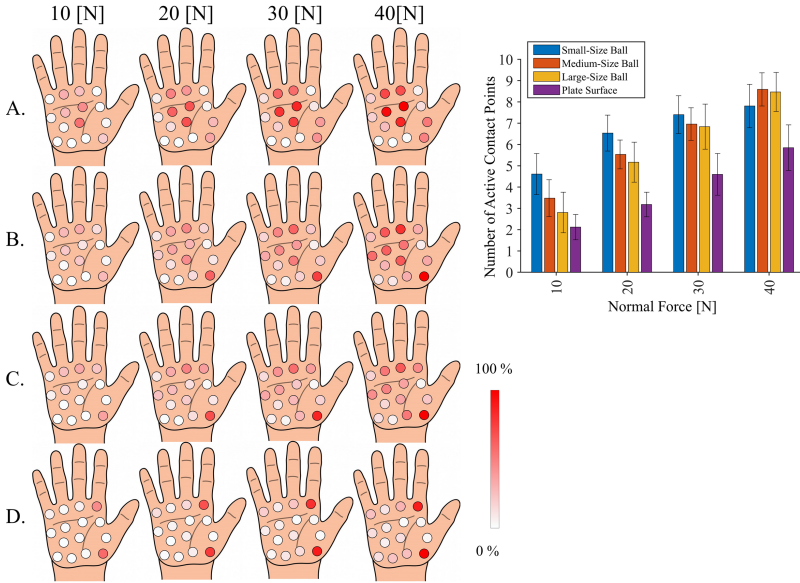 10 [N] 20 [N] 30 [N] 40[N]
A.
B.
C.
D.
100 %
0 %
Small-Size Ball
Medium-Size Ball
Large-Size Ball
Plate Surface
Number of Active Contact Points
10
9
8
7
6
5
4
3
2
1
0
10 20 30 40
Normal Force [N]